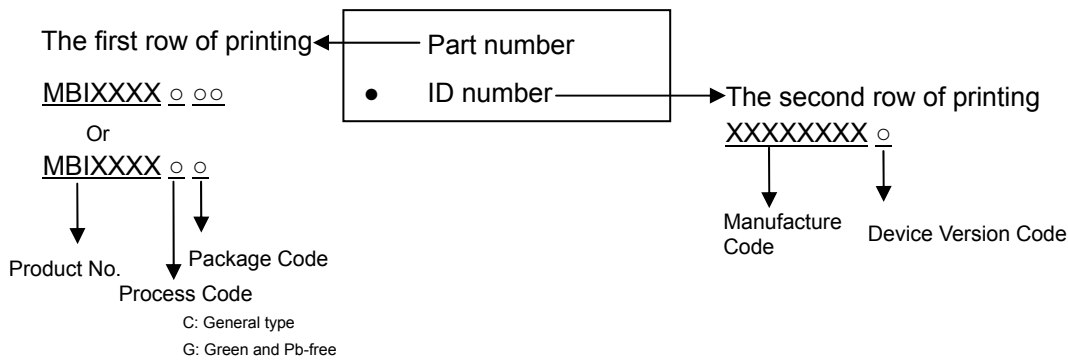 The first row of printing
Part number
MBIXXXX ○ ○○
● ID number
The second row of printing
Or
XXXXXXXX ○
MBIXXXX ○ ○
Manufacture
Code
Device Version Code
Package Code
Product No.
Process Code
C: General type
G: Green and Pb-free